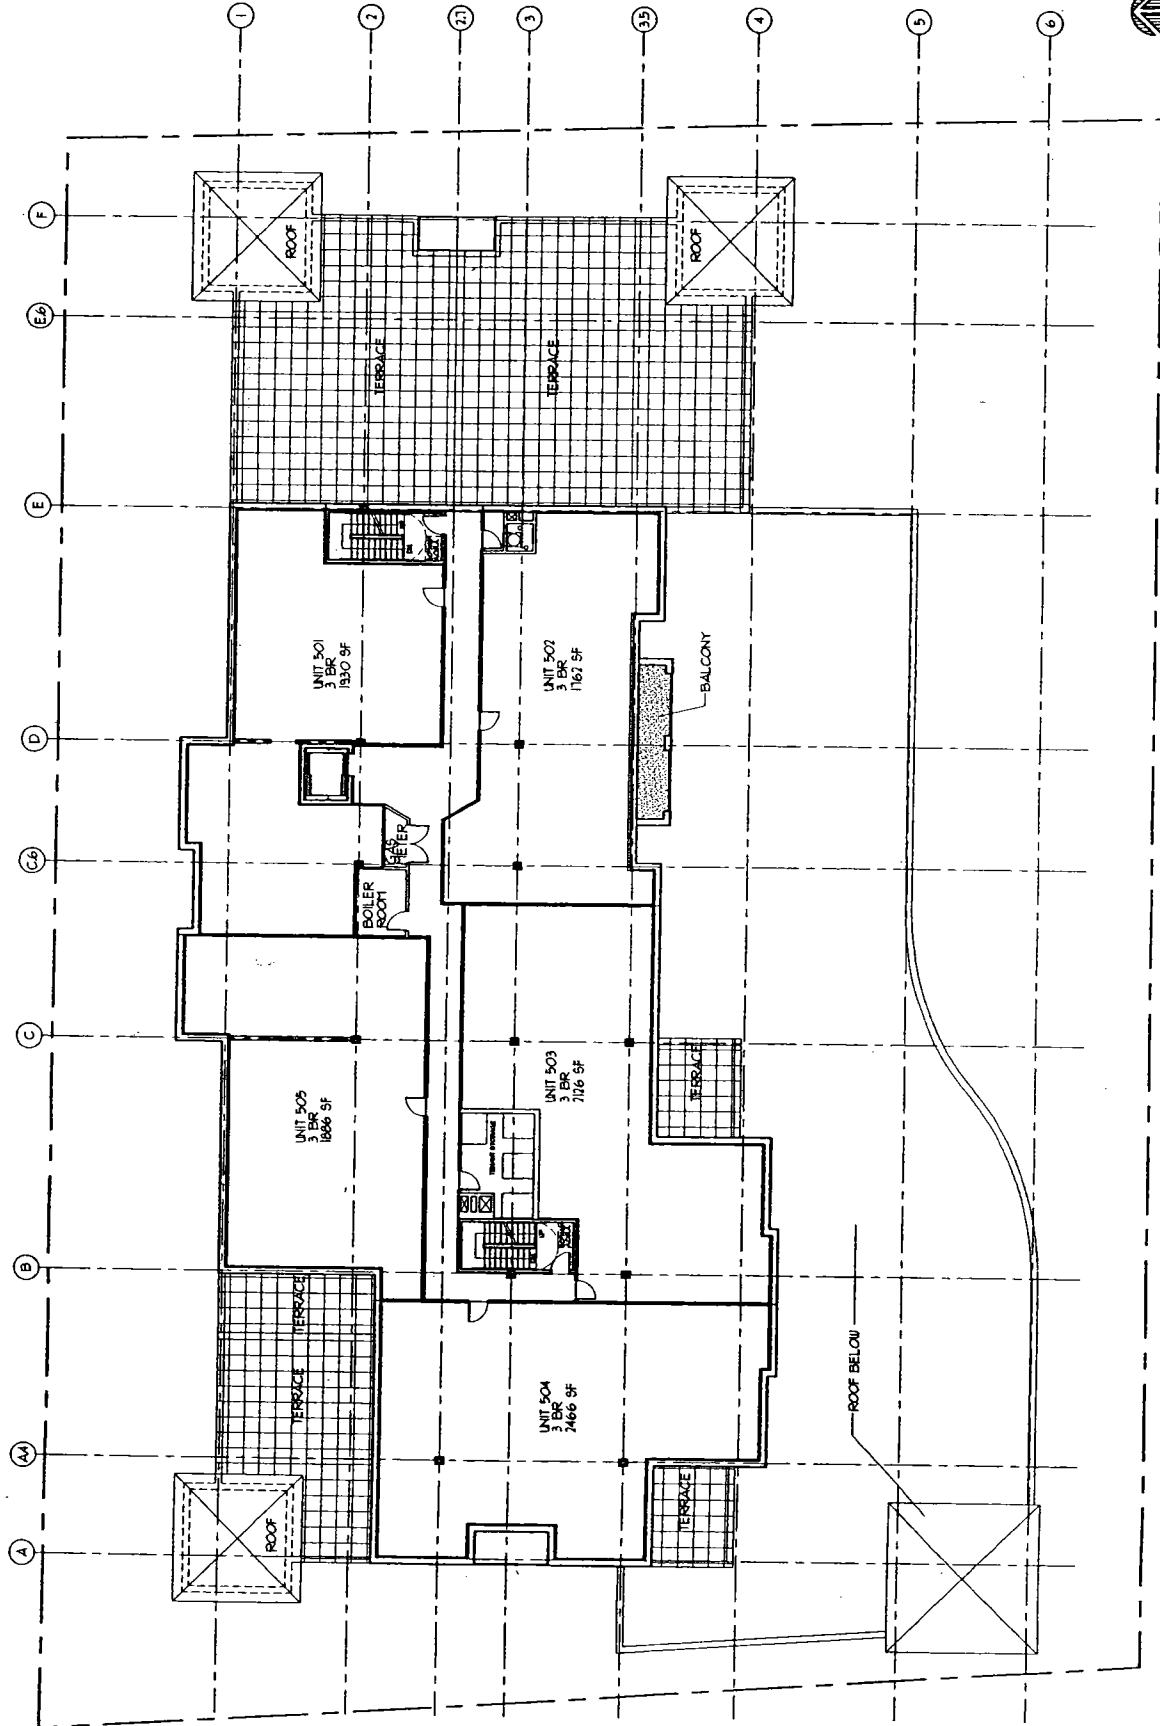 1
2
2.7
3
3.5
4
5
6
F
E.6
E
D
C.6
C
B
A.4
A
ROOF
ROOF
TERRACE
TERRACE
UNIT 501
3 BR
1930 SF
UNIT 502
3 BR
1762 SF
BALCONY
GAS
METER
BOILER
ROOM
UNIT 505
3 BR
1886 SF
UNIT 503
3 BR
2126 SF
TERRACE
TENANT STORAGE
UP
TERRACE
TERRACE
UNIT 504
3 BR
2466 SF
ROOF BELOW
TERRACE
ROOF